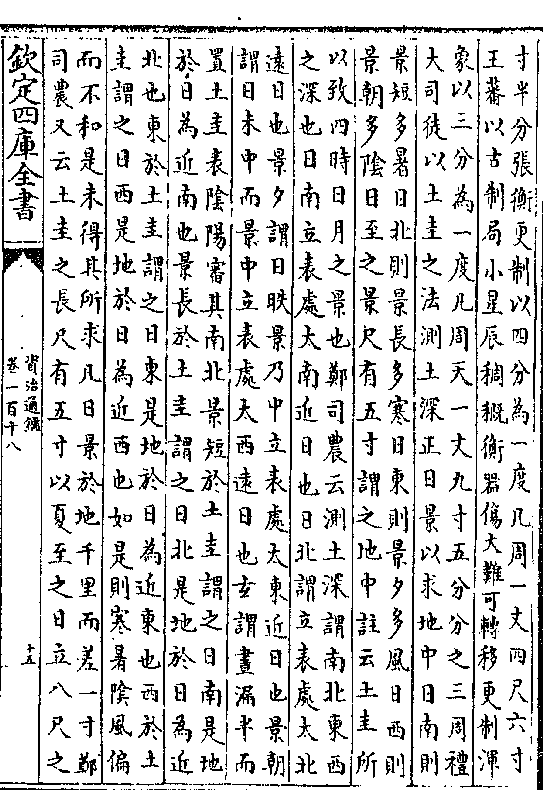 寸半分張衡更制以四分為一度凡周一丈四尺六寸
王蕃以古制局小星辰稠穊衡器傷大難可轉移更制渾
象以三分為一度凡周天一丈九寸五分分之三周禮
大司徒以土圭之法測土深正日景以求地中日南則
景短多暑日北則景長多寒日東則景夕多風日西則
景朝多陰日至之景尺有五寸謂之地中註云土圭所
以致四時日月之景也鄭司農云測土深謂南北東西
之深也日南立表處太南近日也日北謂立表處太北
遠日也景夕謂日昳景乃中立表處太東近日也景朝
謂日未中而景中立表處大西遠日也玄謂晝漏半而
置土圭表陰陽審其南北景短於土圭謂之日南是地
於日為近南也景長於土圭謂之日北是地於日為近
北也東於土圭謂之日東是地於日為近東也西於土
圭謂之日西是地於日為近西也如是則寒暑陰風偏
而不和是未得其所求凡日景於地千里而差一寸鄭
司農又云土圭之長尺有五寸以夏至之日立八尺之
欽定四庫全書
資治通鑑
卷一百十八
十五